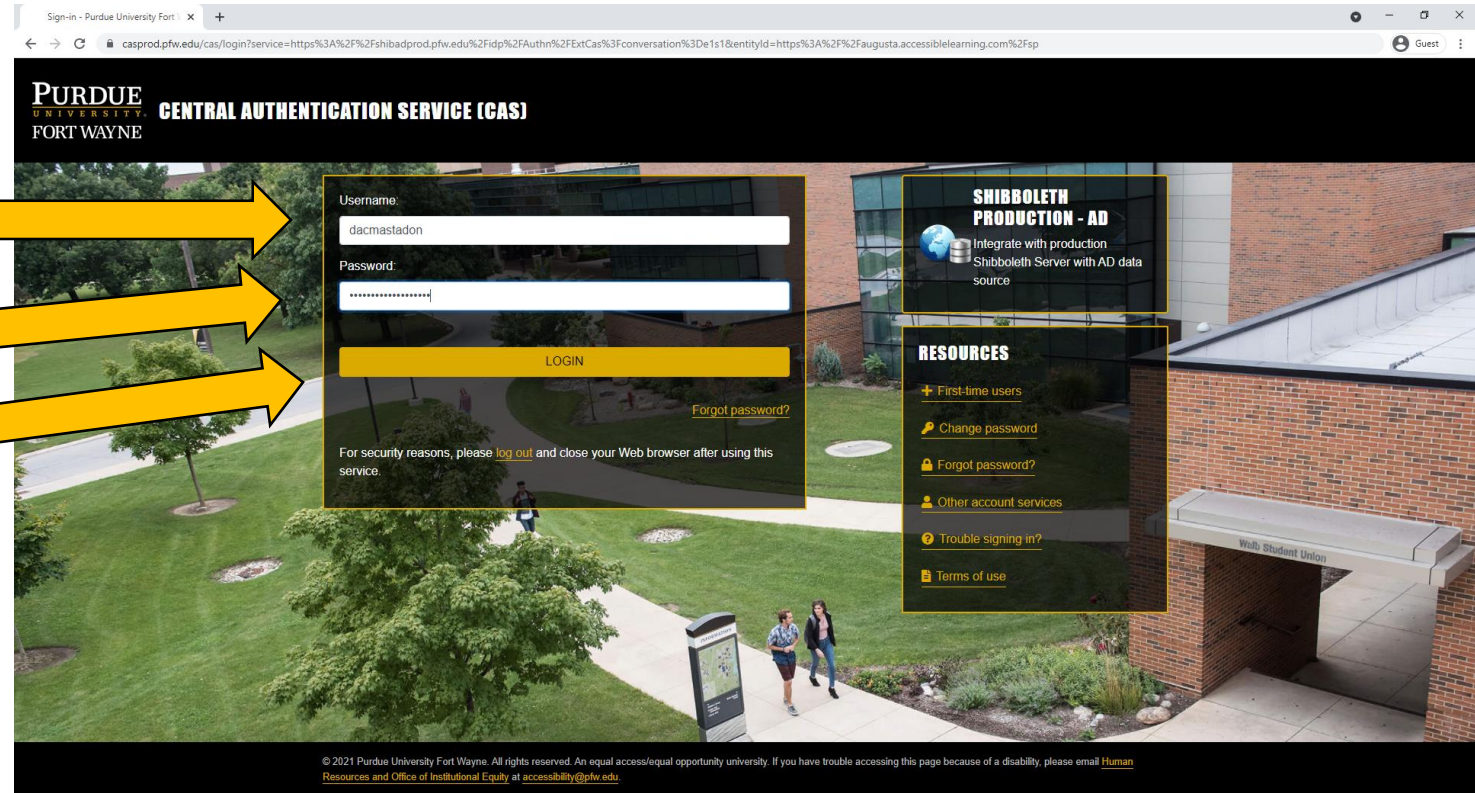 Sign-in - Purdue University Fort
casprod.pfw.edu/cas/login?service=https%3A%2F%2Fshibadprod.pfw.edu%2Fidp%2FAuthn%2FExtCas%3Fconversation%3De1s1&entityId=https%3A%2F%2Faugusta.accessiblelearning.com%2Fsp
Guest
PURDUE
UNIVERSITY.
FORT WAYNE
CENTRAL AUTHENTICATION SERVICE (CAS)
Username:
dacmastadon
Password:
LOGIN
Forgot password?
For security reasons, please log out and close your Web browser after using this
service.
SHIBBOLETH
PRODUCTION - AD
Integrate with production
Shibboleth Server with AD data
source
RESOURCES
First-time users
Change password
Forgot password?
Other account services
Trouble signing in?
Terms of use
Walb Student Union
© 2021 Purdue University Fort Wayne. All rights reserved. An equal access/equal opportunity university. If you have trouble accessing this page because of a disability, please email Human
Resources and Office of Institutional Equity at accessibility@pfw.edu.